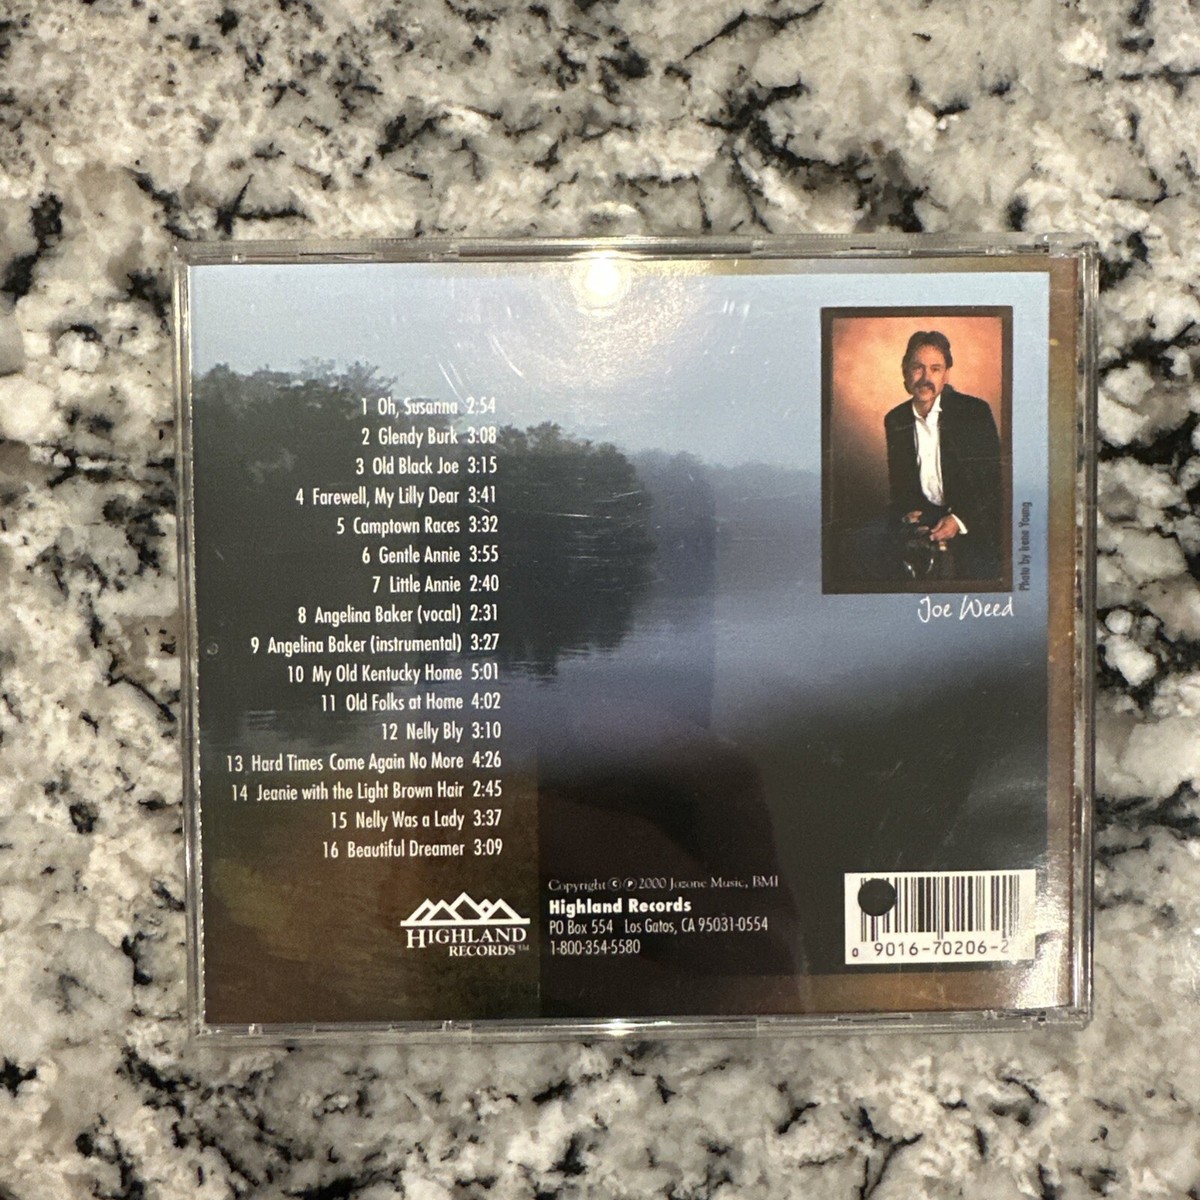 1 Oh, Susanna 2:54
2 Glendy Burk 3:08
3 Old Black Joe 3:15
4 Farewell, My Lilly Dear 3:41
5 Camptown Races 3:32
6 Gentle Annie 3:55
7 Little Annie 2:40
8 Angelina Baker (vocal) 2:31
9 Angelina Baker (instrumental) 3:27
10 My Old Kentucky Home 5:01
11 Old Folks at Home 4:02
12 Nelly Bly 3:10
13 Hard Times Come Again No More 4:26
14 Jeanie with the Light Brown Hair 2:45
15 Nelly Was a Lady 3:37
16 Beautiful Dreamer 3:09
Photo by Irene Young
Joe Weed
HIGHLAND
RECORDS™
Copyright © ℗ 2000 Jozone Music, BMI
Highland Records
PO Box 554 Los Gatos, CA 95031-0554
1-800-354-5580
0 9016-70206-2